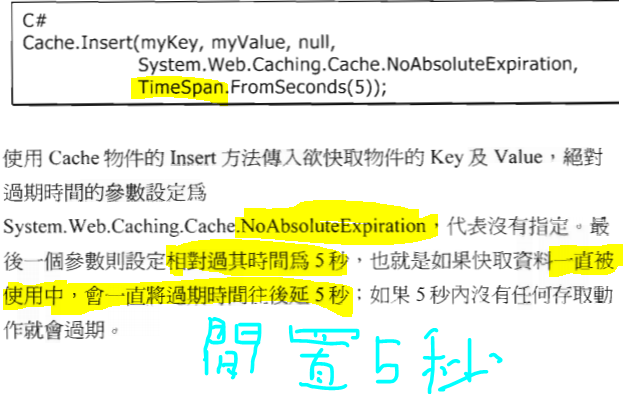 C#
Cache.Insert(myKey, myValue, null,
System.Web.Caching.Cache.NoAbsoluteExpiration,
TimeSpan.FromSeconds(5));
使用 Cache 物件的 Insert 方法傳入欲快取物件的 Key 及 Value，絕對
過期時間的參數設定為
System.Web.Caching.Cache.NoAbsoluteExpiration，代表沒有指定。最
後一個參數則設定相對過其時間為 5 秒，也就是如果快取資料一直被
使用中，會一直將過期時間往後延 5 秒；如果 5 秒內沒有任何存取動
作就會過期。
閒置5秒